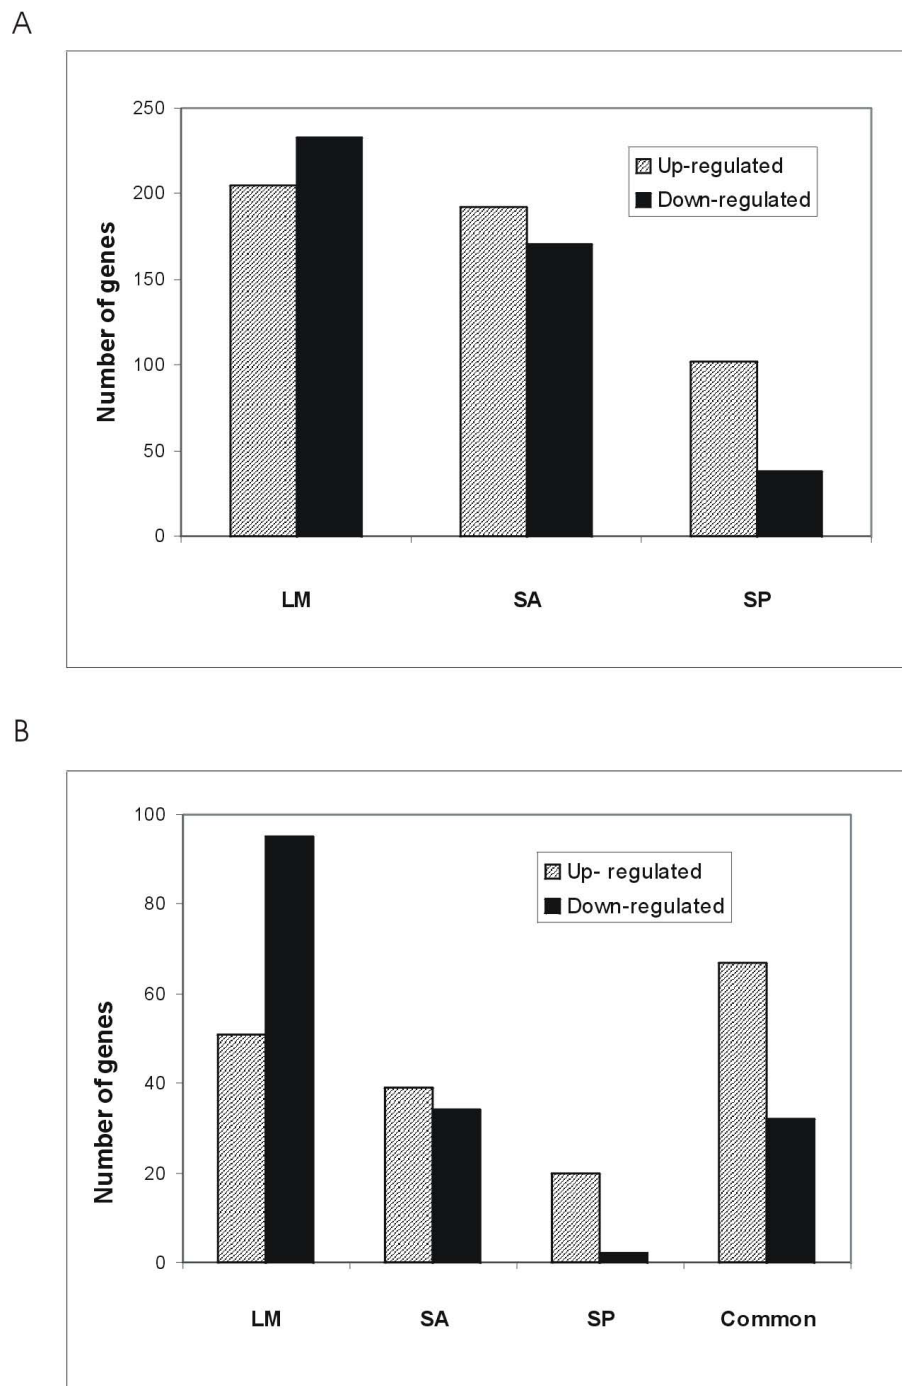 A
250
200
150
100
50
0
Number of genes
Up-regulated
Down-regulated
LM SA SP
B
100
80
60
40
20
0
Number of genes
Up- regulated
Down-regulated
LM SA SP Common